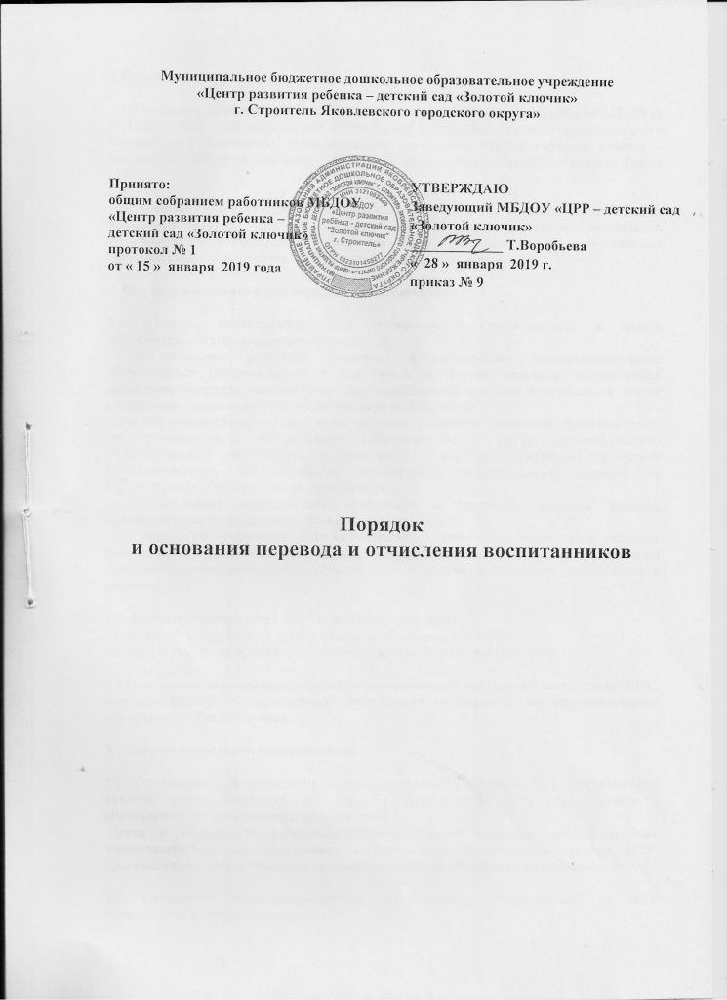 Муниципальное бюджетное дошкольное образовательное учреждение
«Центр развития ребенка – детский сад «Золотой ключик»
г. Строитель Яковлевского городского округа»
Принято:
общим собранием работников МБДОУ
«Центр развития ребенка –
детский сад «Золотой ключик»
протокол № 1
от « 15 » января 2019 года
УТВЕРЖДАЮ
Заведующий МБДОУ «ЦРР – детский сад
«Золотой ключик»
Т.Воробьева
« 28 » января 2019 г.
приказ № 9
МБДОУ
«Центр развития
ребёнка - детский сад
"Золотой ключик"
г. Строитель»
Порядок
и основания перевода и отчисления воспитанников